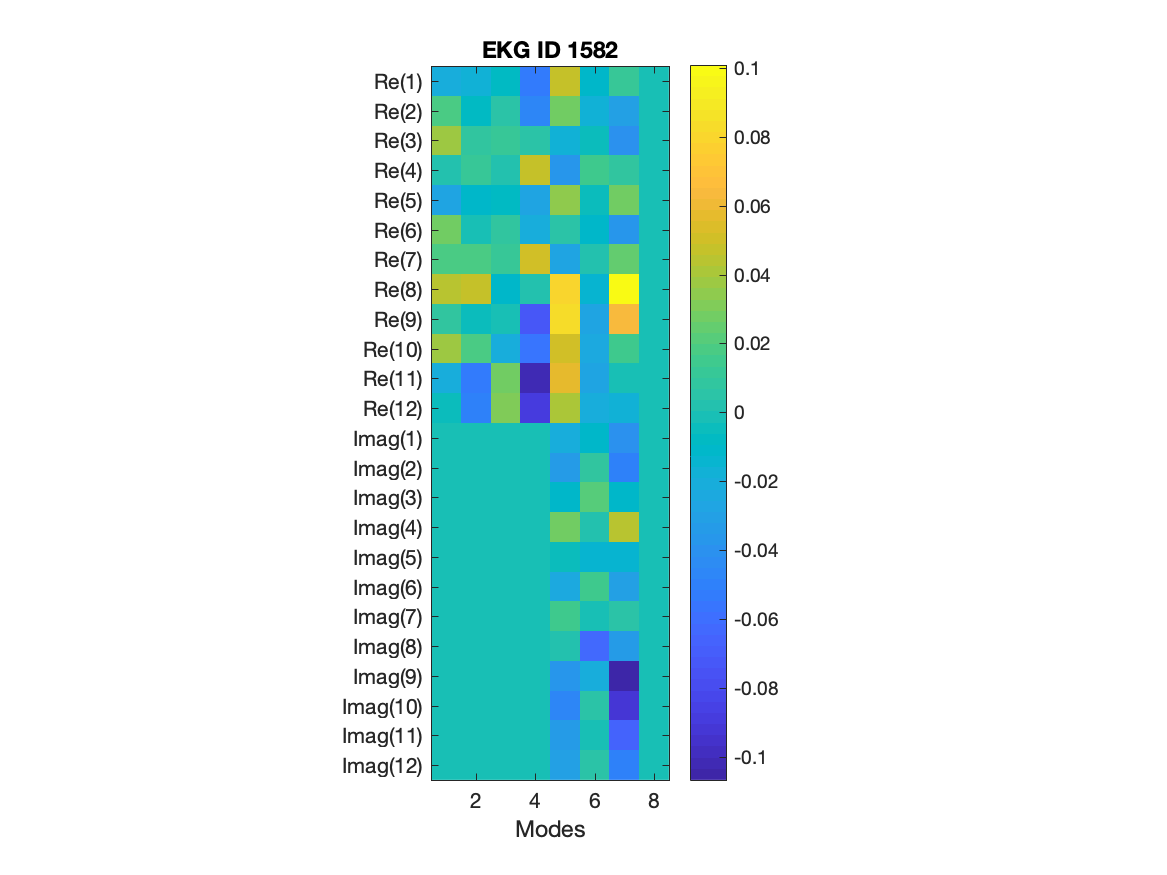 EKG ID 1582
Re(1)
Re(2)
Re(3)
Re(4)
Re(5)
Re(6)
Re(7)
Re(8)
Re(9)
Re(10)
Re(11)
Re(12)
Imag(1)
Imag(2)
Imag(3)
Imag(4)
Imag(5)
Imag(6)
Imag(7)
Imag(8)
Imag(9)
Imag(10)
Imag(11)
Imag(12)
2 4 6 8
Modes
0.1
0.08
0.06
0.04
0.02
0
-0.02
-0.04
-0.06
-0.08
-0.1